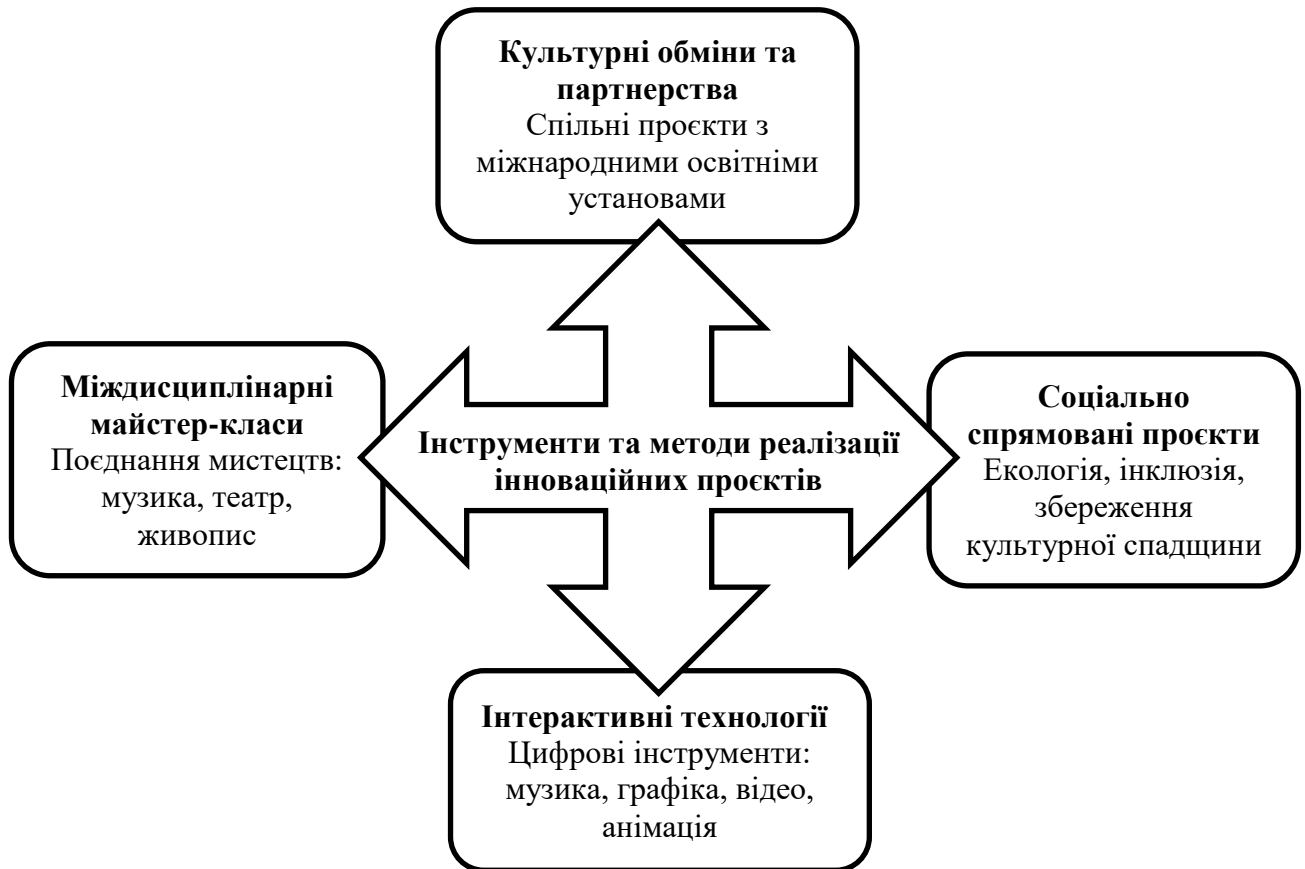 Культурні обміни та
партнерства
Спільні проєкти з
міжнародними освітніми
установами
Міждисциплінарні
майстер-класи
Поєднання мистецтв:
музика, театр,
живопис
Інструменти та методи реалізації
інноваційних проєктів
Соціально
спрямовані проєкти
Екологія, інклюзія,
збереження
культурної спадщини
Інтерактивні технології
Цифрові інструменти:
музика, графіка, відео,
анімація